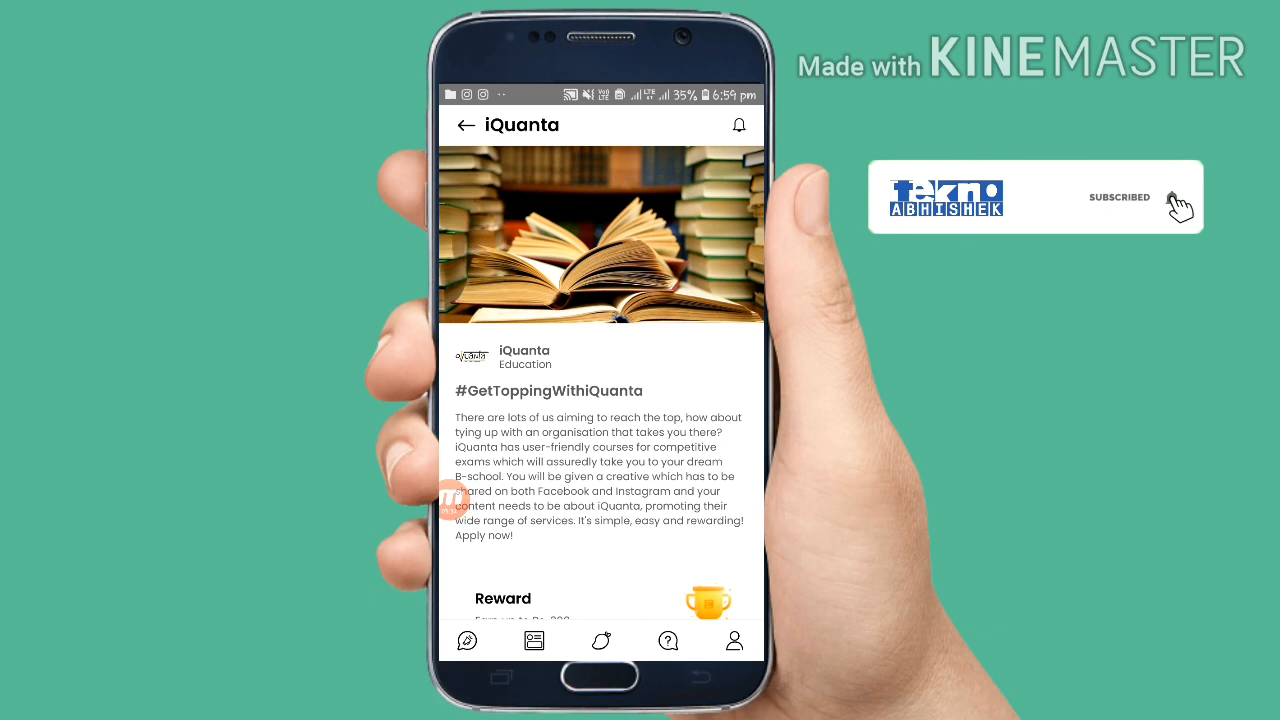 Made with KINEMASTER
35% 6:59 pm
iQuanta
tekno
ABHISHEK
SUBSCRIBED
iQuanta
Education
#GetToppingWithiQuanta
There are lots of us aiming to reach the top, how about
tying up with an organisation that takes you there?
iQuanta has user-friendly courses for competitive
exams which will assuredly take you to your dream
B-school. You will be given a creative which has to be
shared on both Facebook and Instagram and your
content needs to be about iQuanta, promoting their
wide range of services. It's simple, easy and rewarding!
Apply now!
Reward